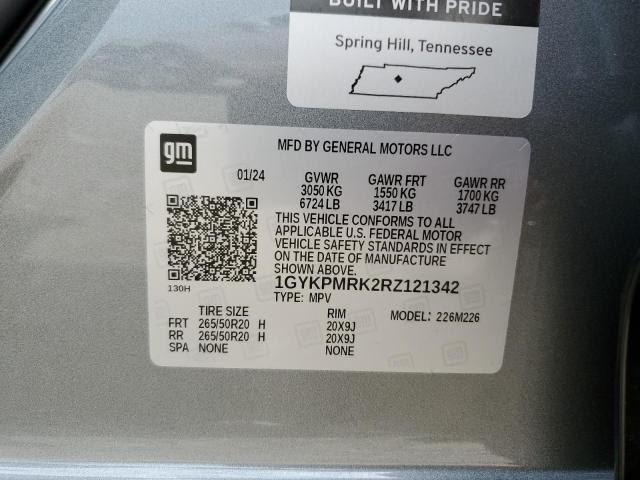 BUILT WITH PRIDE
Spring Hill, Tennessee
gm
MFD BY GENERAL MOTORS LLC
01/24 GVWR GAWR FRT GAWR RR
3050 KG 1550 KG 1700 KG
6724 LB 3417 LB 3747 LB
THIS VEHICLE CONFORMS TO ALL
APPLICABLE U.S. FEDERAL MOTOR
VEHICLE SAFETY STANDARDS IN EFFECT
ON THE DATE OF MANUFACTURE
SHOWN ABOVE.
130H
1GYKPMRK2RZ121342
TYPE: MPV
TIRE SIZE RIM MODEL: 226M226
FRT 265/50R20 H 20X9J
RR 265/50R20 H 20X9J
SPA NONE NONE